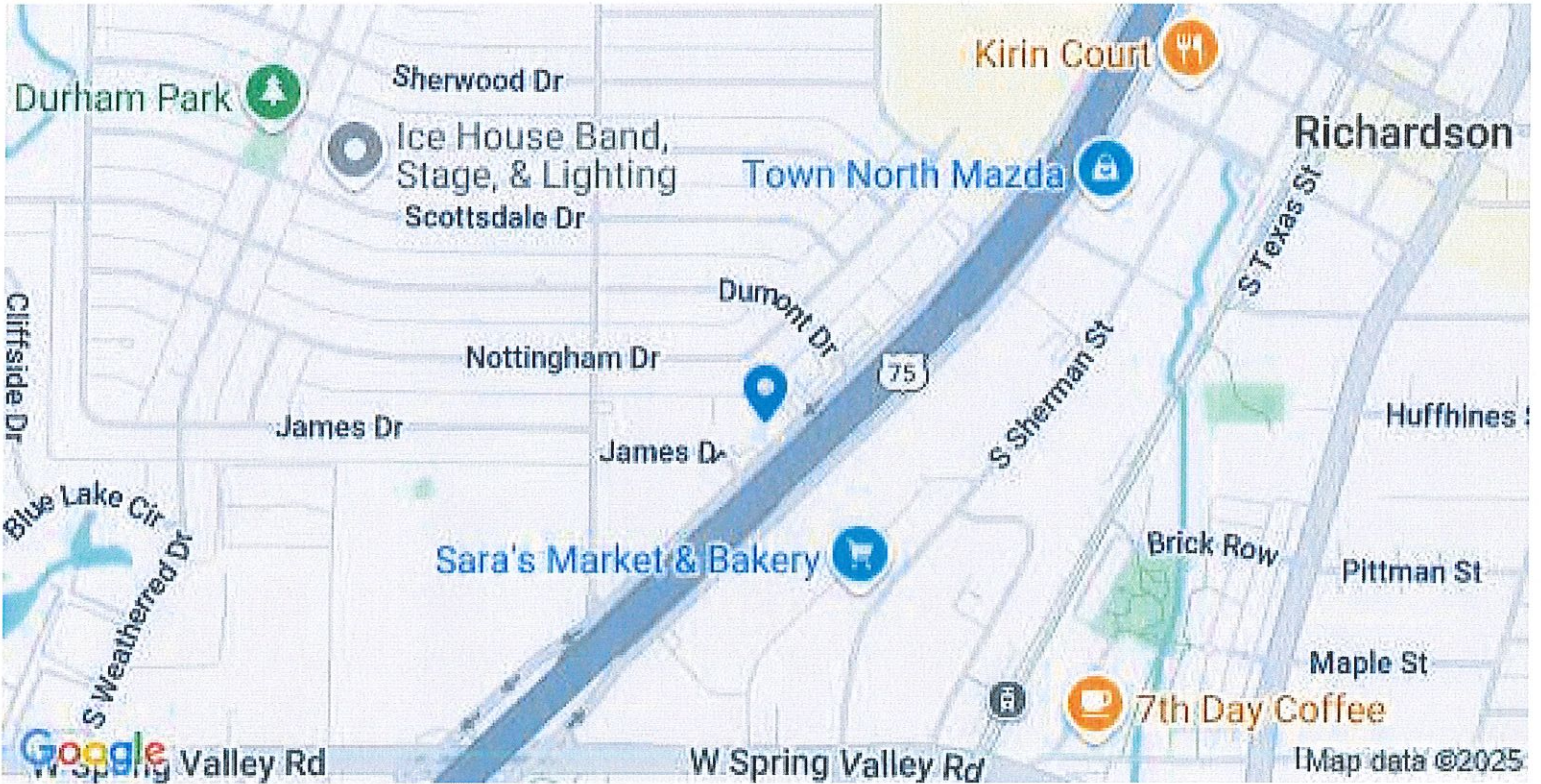 Kirin Court
Sherwood Dr
Durham Park
Ice House Band,
Stage, & Lighting
Richardson
Town North Mazda
Scottsdale Dr
S Texas St
Dumont Dr
Cliffside Dr
Nottingham Dr
75
S Sherman St
James Dr
Huffhines
James
Blue Lake Cir
Sara's Market & Bakery
Brick Row
Pittman St
S Weatherred Dr
Maple St
7th Day Coffee
Google
W Spring Valley Rd
W Spring Valley Rd
Map data ©2025